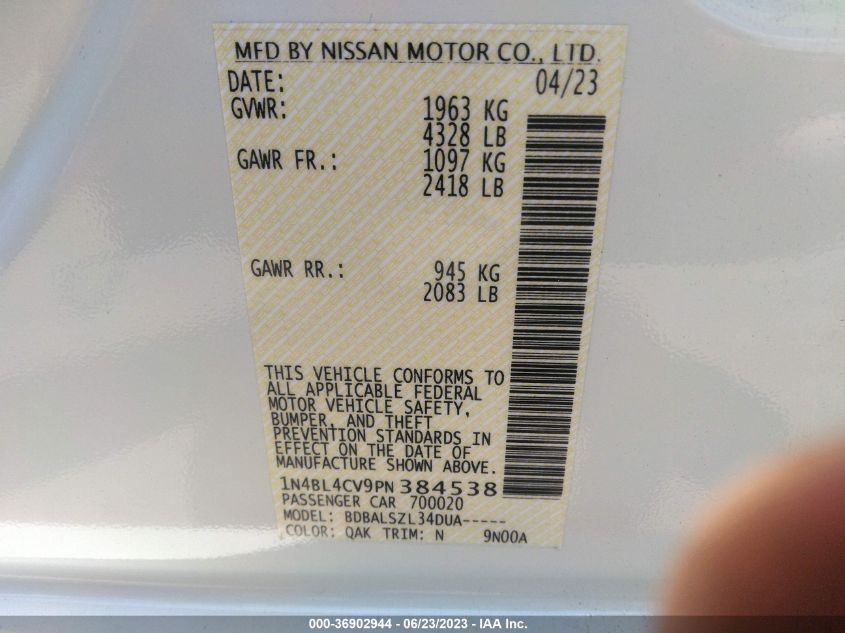 MFD BY NISSAN MOTOR CO., LTD.
DATE: 04/23
GVWR: 1963 KG
4328 LB
GAWR FR.: 1097 KG
2418 LB
GAWR RR.: 945 KG
2083 LB
THIS VEHICLE CONFORMS TO
ALL APPLICABLE FEDERAL
MOTOR VEHICLE SAFETY,
BUMPER, AND THEFT
PREVENTION STANDARDS IN
EFFECT ON THE DATE OF
MANUFACTURE SHOWN ABOVE.
1N4BL4CV9PN384538
PASSENGER CAR 700020
MODEL: BDBALSZL34DUA-----
COLOR: QAK TRIM: N 9N00A
000-36902944 - 06/23/2023 - IAA Inc.